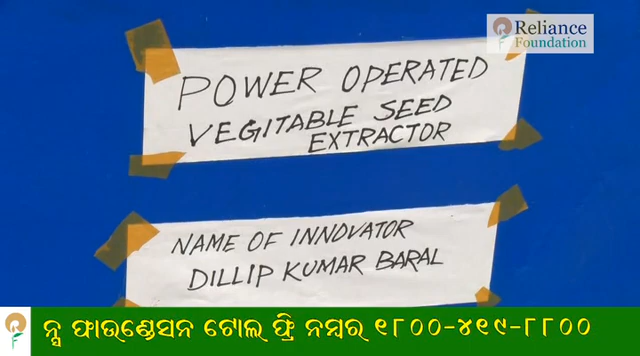 Reliance
Foundation
POWER OPERATED
VEGITABLE SEED
EXTRACTOR
NAME OF INNOVATOR
DILLIP KUMAR BARAL
ନ୍ସ ଫାଉଣ୍ଡେସନ ଟୋଲ ଫ୍ରି ନମ୍ବର ୧୮୦୦-୪୧୯-୮୮୦୦